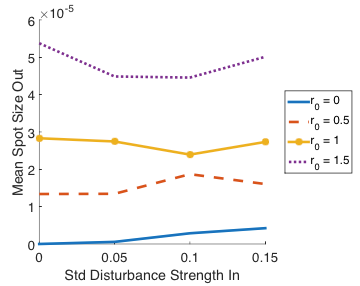 ×10⁻⁵
6
5
4
3
2
1
0
Mean Spot Size Out
0 0.05 0.1 0.15
Std Disturbance Strength In
r₀ = 0
r₀ = 0.5
r₀ = 1
r₀ = 1.5